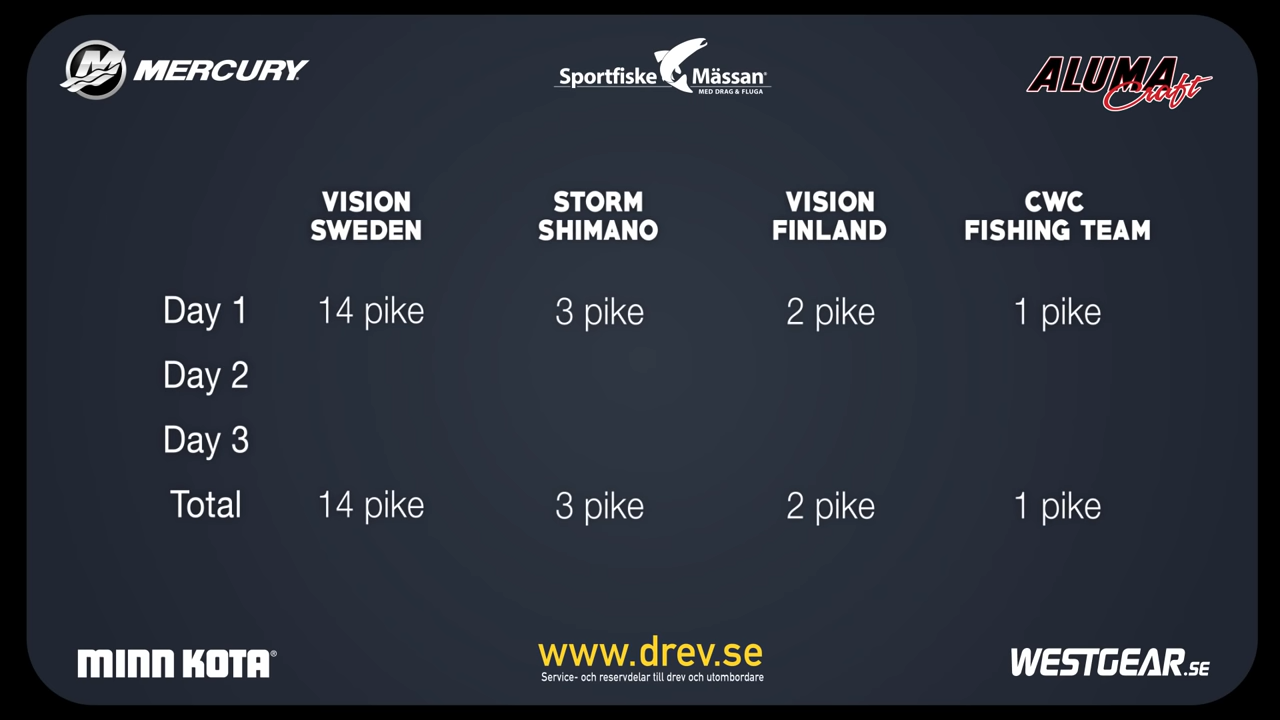 MERCURY
Sportfiske Mässan®
MED DRAG & FLUGA
ALUMA
Craft
VISION SWEDEN
STORM SHIMANO
VISION FINLAND
CWC FISHING TEAM
Day 1 14 pike 3 pike 2 pike 1 pike
Day 2
Day 3
Total 14 pike 3 pike 2 pike 1 pike
MINN KOTA®
www.drev.se
Service- och reservdelar till drev och utombordare
WESTGEAR.SE